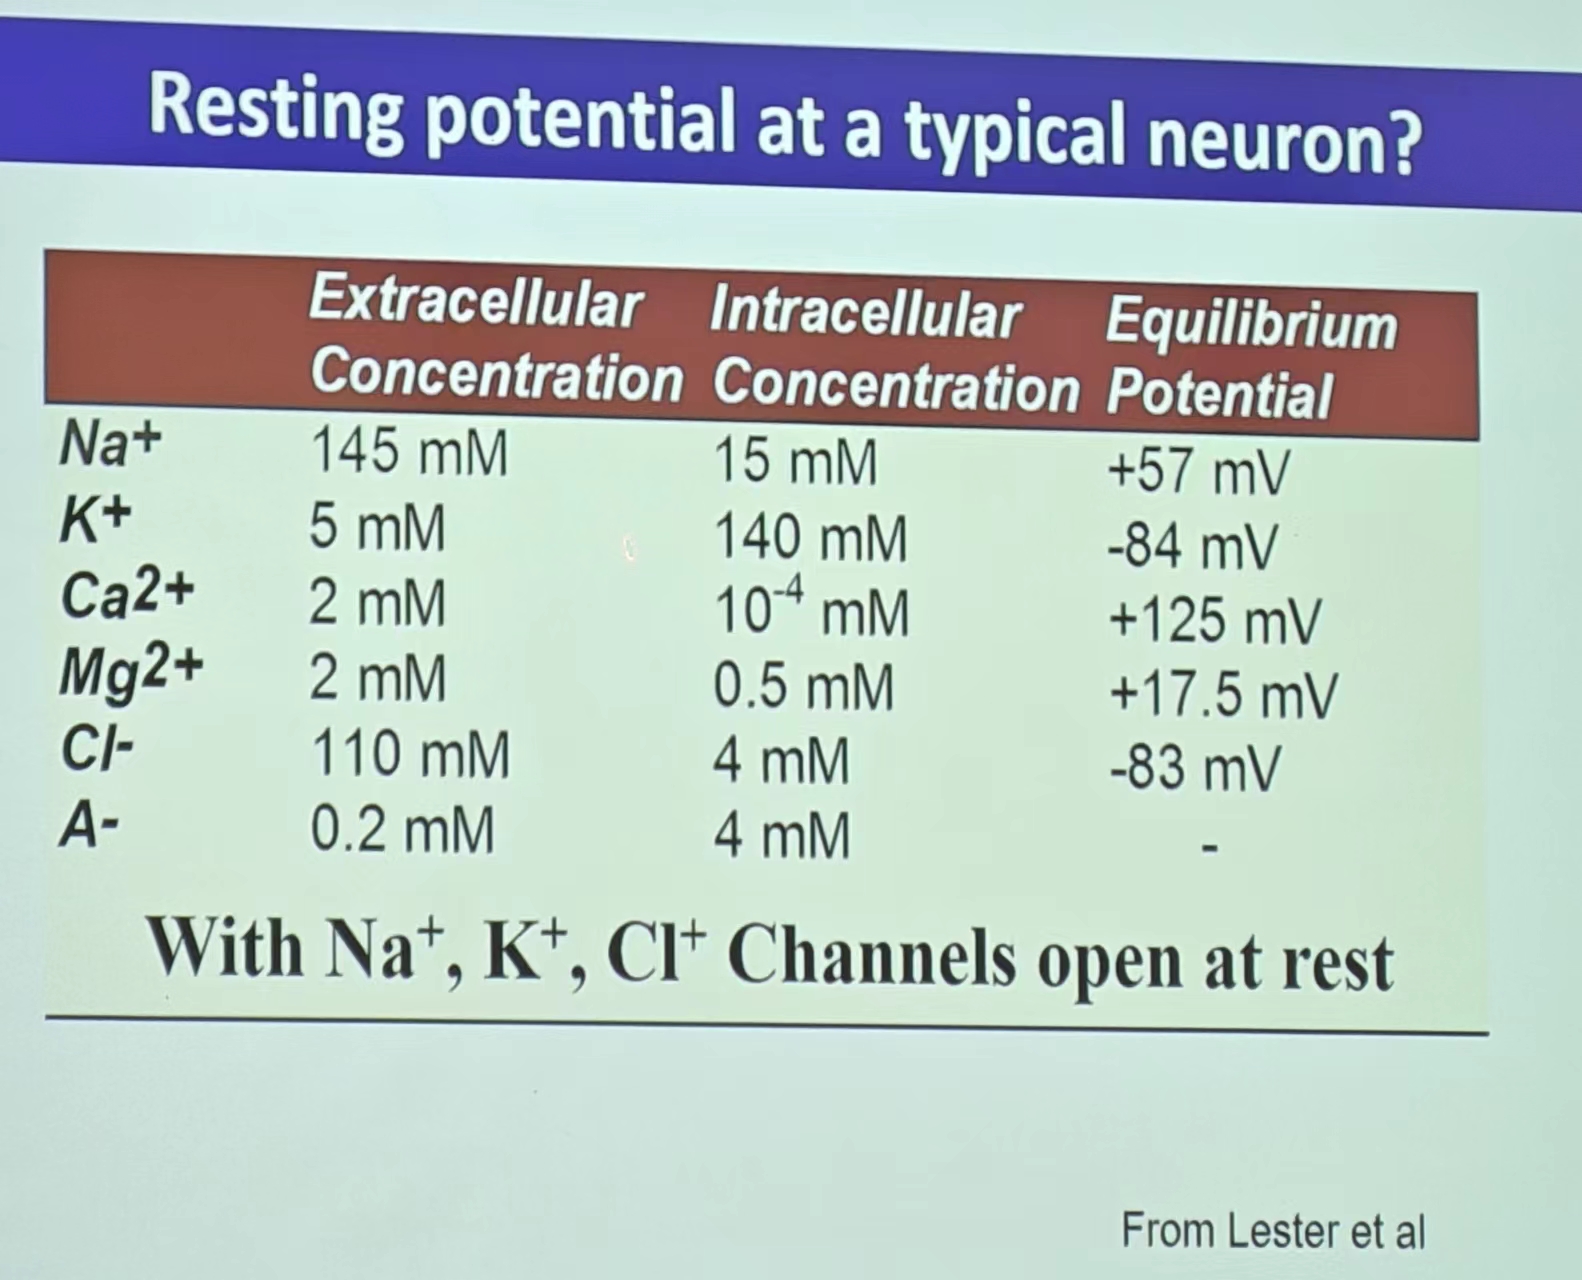 Resting potential at a typical neuron?
Extracellular Concentration Intracellular Concentration Equilibrium Potential
Na+ 145 mM 15 mM +57 mV
K+ 5 mM 140 mM -84 mV
Ca2+ 2 mM 10⁻⁴ mM +125 mV
Mg2+ 2 mM 0.5 mM +17.5 mV
Cl- 110 mM 4 mM -83 mV
A- 0.2 mM 4 mM -
With Na⁺, K⁺, Cl⁺ Channels open at rest
From Lester et al